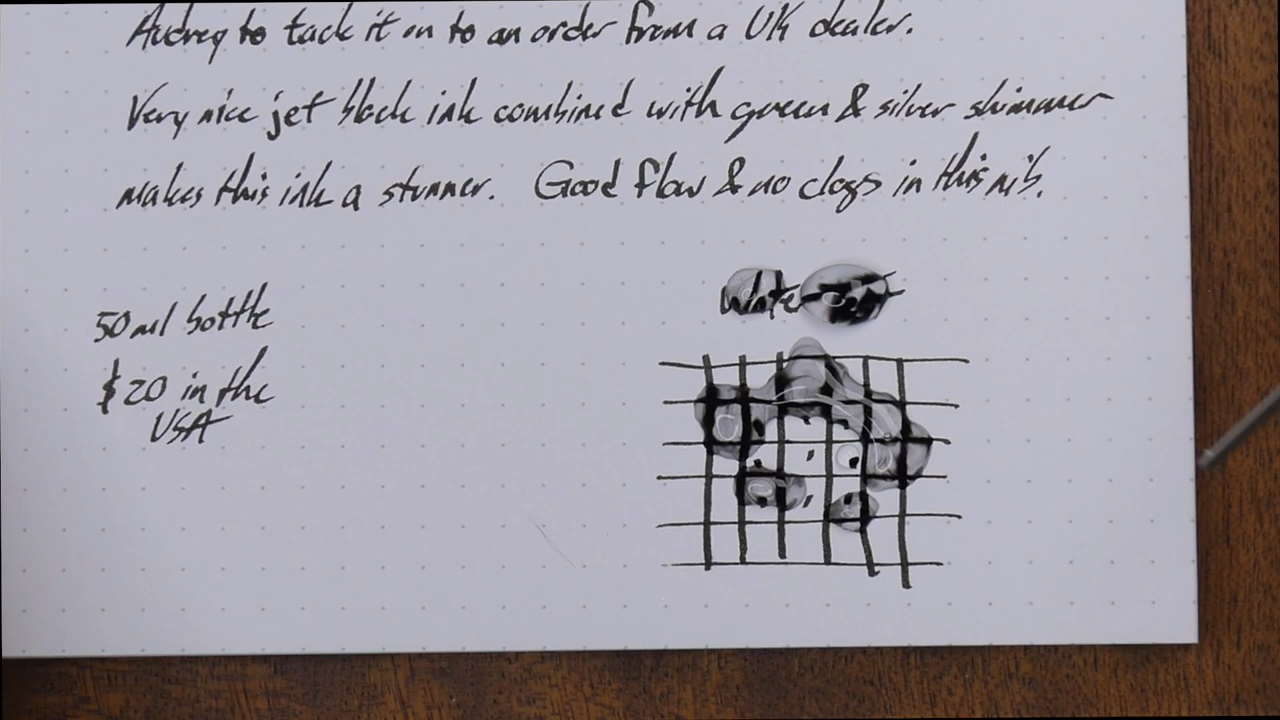 Audrey to tack it on to an order from a UK dealer.
Very nice jet black ink combined with green & silver shimmer
makes this ink a stunner. Good flow & no clogs in this nib.
50 ml bottle
$20 in the
USA
Water